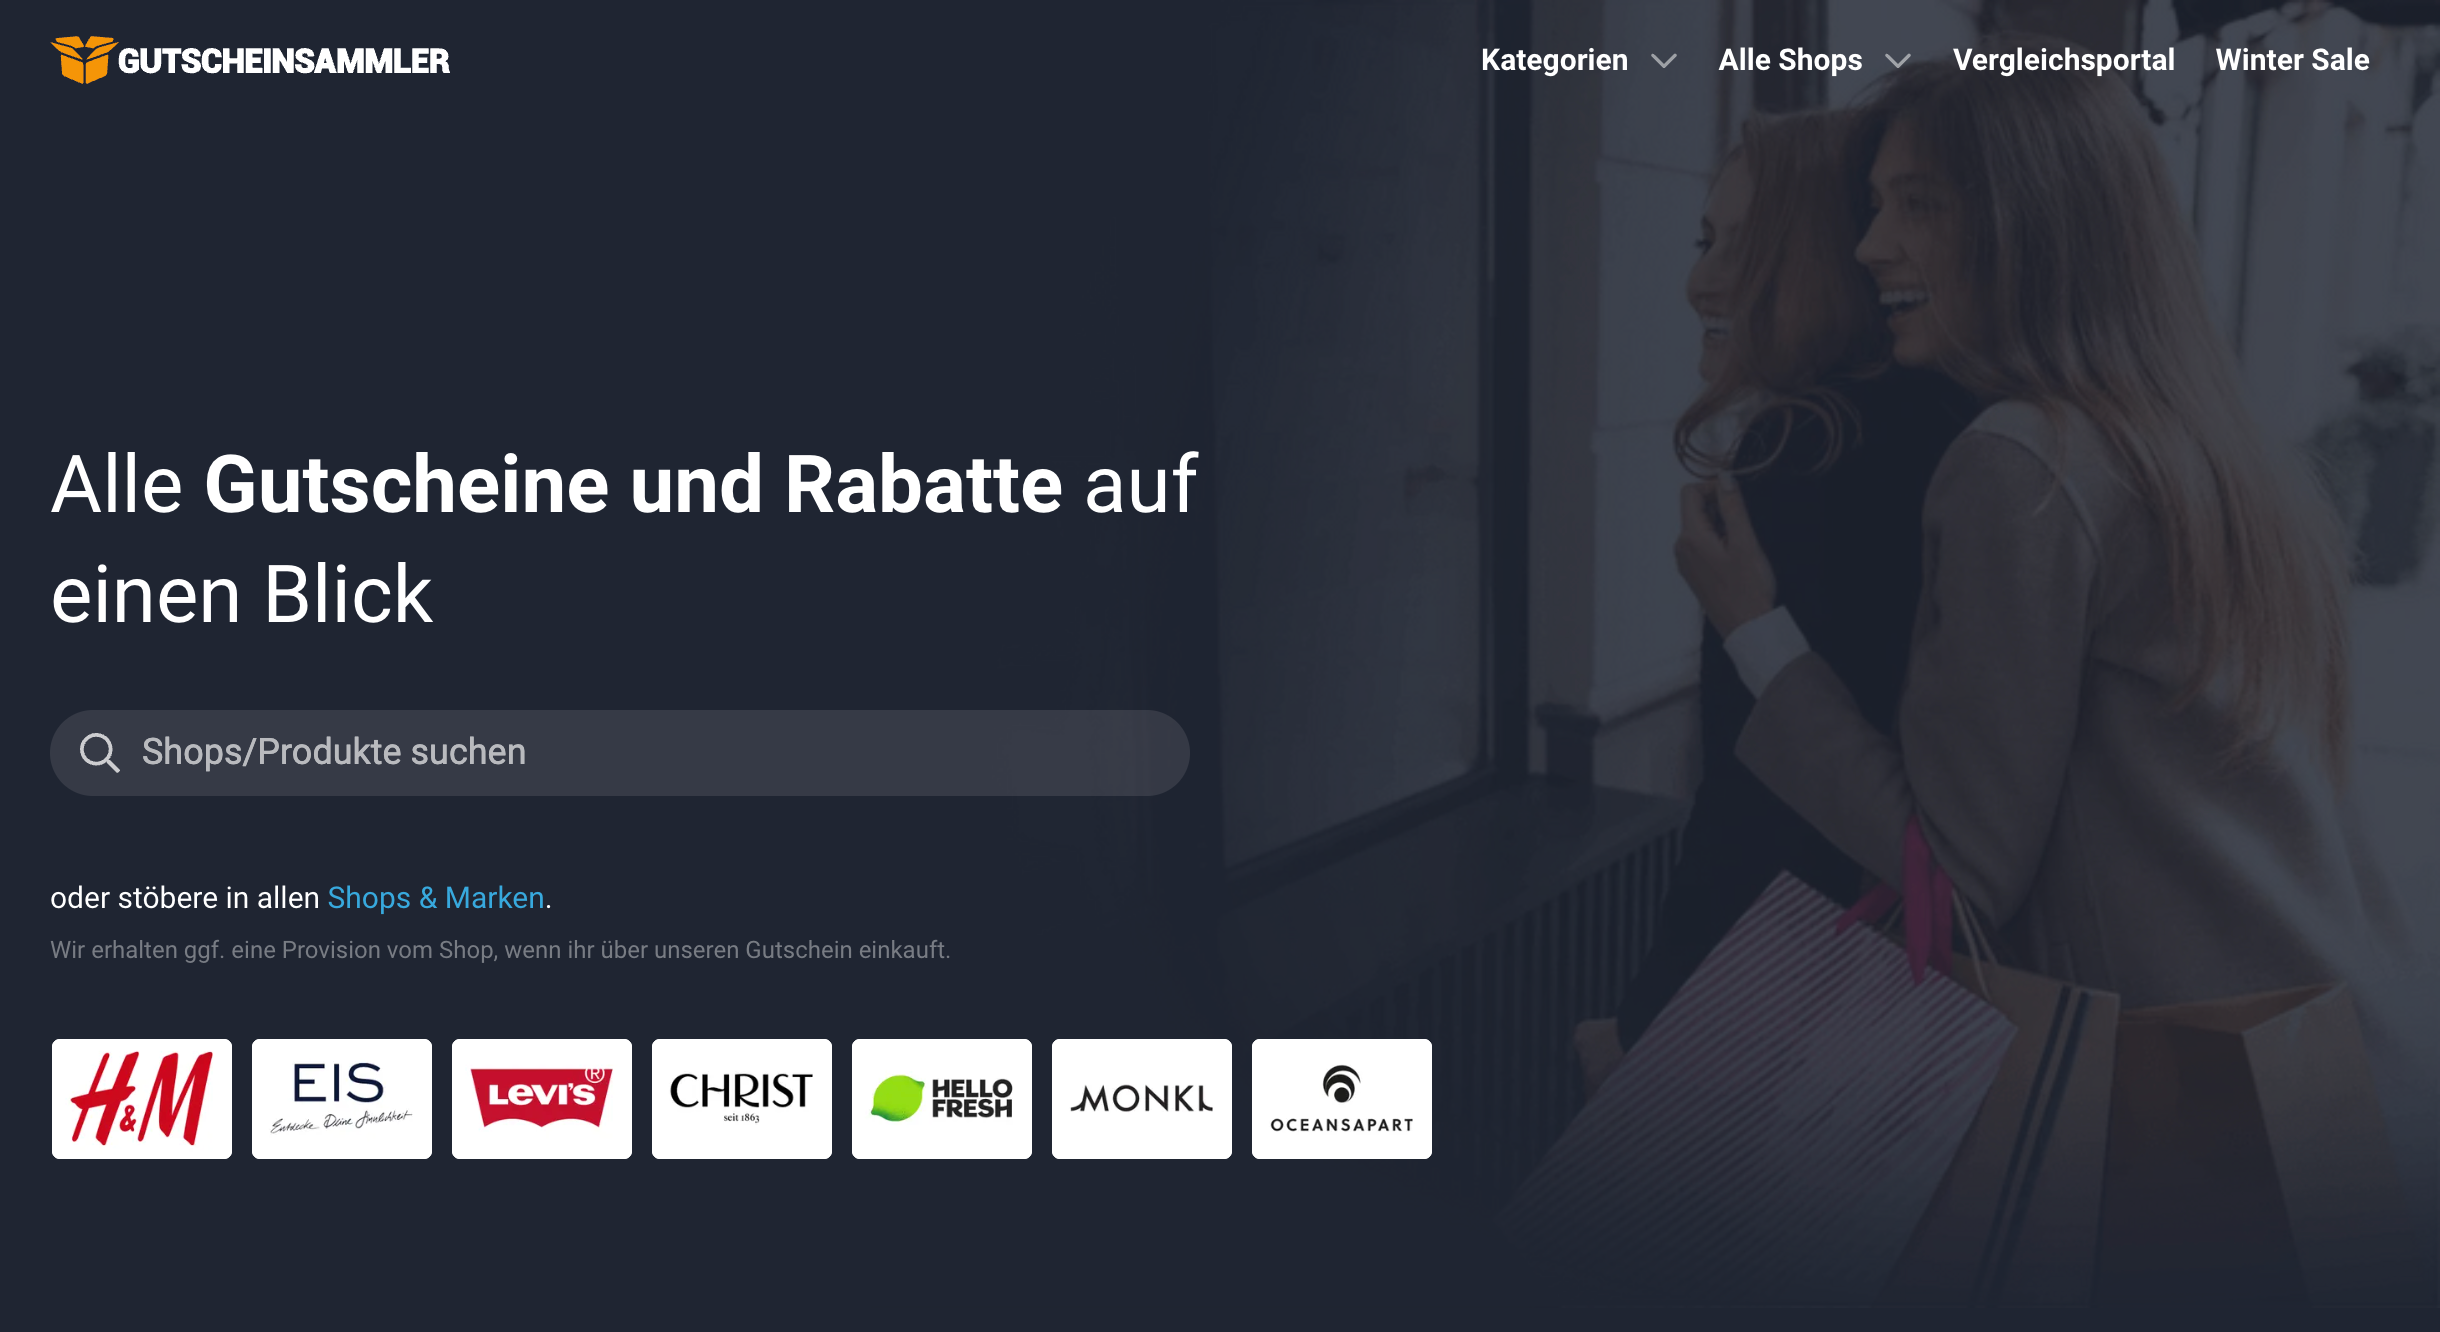 GUTSCHEINSAMMLER
Kategorien Alle Shops Vergleichsportal Winter Sale
Alle Gutscheine und Rabatte auf
einen Blick
Shops/Produkte suchen
oder stöbere in allen Shops & Marken.
Wir erhalten ggf. eine Provision vom Shop, wenn ihr über unseren Gutschein einkauft.
H&M
EIS
Entdecke Deine Sinnlichkeit
LEVI'S®
CHRIST
seit 1863
HELLO
FRESH
MONKI
OCEANSAPART